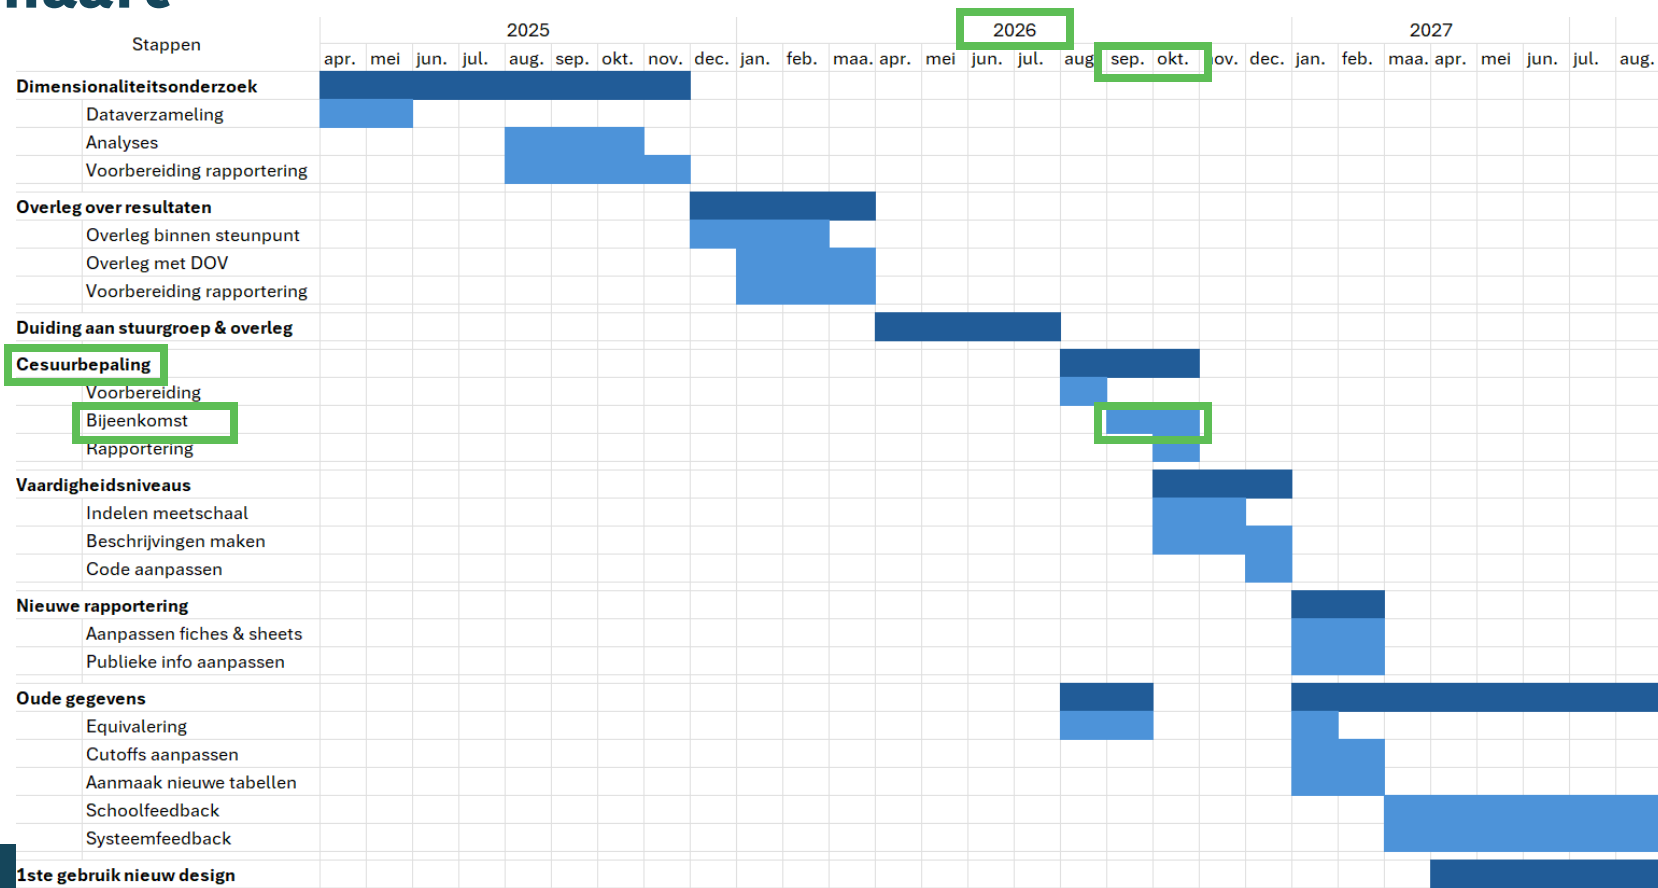 2025 2026 2027
Stappen
apr. mei jun. jul. aug. sep. okt. nov. dec. jan. feb. maa. apr. mei jun. jul. aug sep. okt. nov. dec. jan. feb. maa. apr. mei jun. jul. aug.
Dimensionaliteitsonderzoek
Dataverzameling
Analyses
Voorbereiding rapportering
Overleg over resultaten
Overleg binnen steunpunt
Overleg met DOV
Voorbereiding rapportering
Duiding aan stuurgroep & overleg
Cesuurbepaling
Voorbereiding
Bijeenkomst
Rapportering
Vaardigheidsniveaus
Indelen meetschaal
Beschrijvingen maken
Code aanpassen
Nieuwe rapportering
Aanpassen fiches & sheets
Publieke info aanpassen
Oude gegevens
Equivalering
Cutoffs aanpassen
Aanmaak nieuwe tabellen
Schoolfeedback
Systeemfeedback
1ste gebruik nieuw design